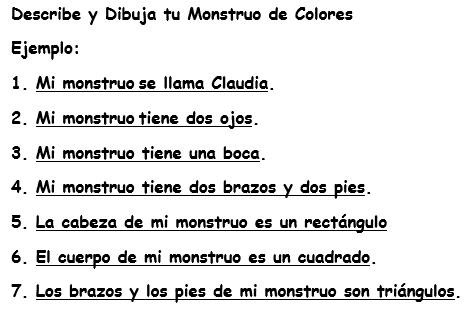 Describe y Dibuja tu Monstruo de Colores
Ejemplo:
1. Mi monstruo se llama Claudia.
2. Mi monstruo tiene dos ojos.
3. Mi monstruo tiene una boca.
4. Mi monstruo tiene dos brazos y dos pies.
5. La cabeza de mi monstruo es un rectángulo
6. El cuerpo de mi monstruo es un cuadrado.
7. Los brazos y los pies de mi monstruo son triángulos.